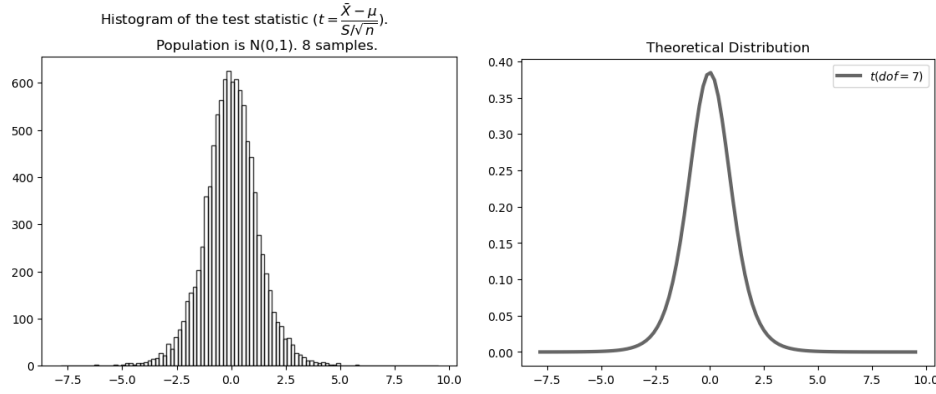 Histogram of the test statistic (t = X̄ − μ / S/√n).
Population is N(0,1). 8 samples.
600
500
400
300
200
100
0
−7.5 −5.0 −2.5 0.0 2.5 5.0 7.5 10.0
Theoretical Distribution
t(dof = 7)
0.40
0.35
0.30
0.25
0.20
0.15
0.10
0.05
0.00
−7.5 −5.0 −2.5 0.0 2.5 5.0 7.5 10.0